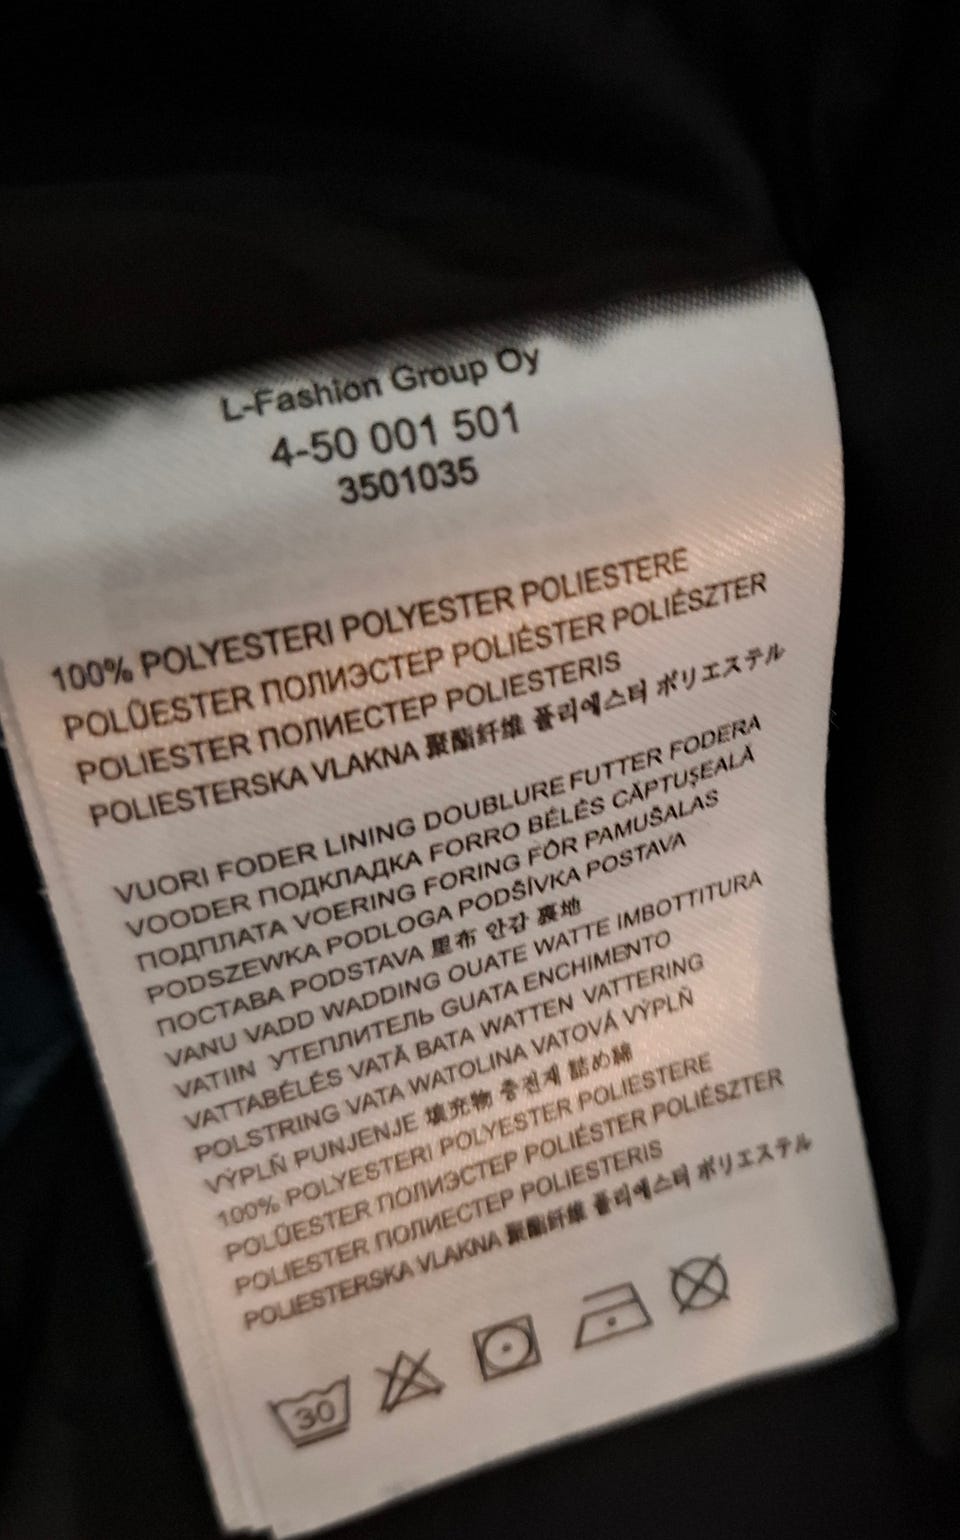 L-Fashion Group Oy
4-50 001 501
3501035
100% POLYESTERI POLYESTER POLIESTERE
POLÜESTER ПОЛИЭСТЕР POLIÉSTER POLIÉSZTER
POLIESTER ПОЛИЕСТЕР POLIESTERIS
POLIESTERSKA VLAKNA 聚酯纤维 폴리에스터 ポリエステル
VUORI FODER LINING DOUBLURE FUTTER FODERA
VOODER ПОДКЛАДКА FORRO BÉLÉS CĂPTUŞEALĂ
ПОДПЛАТА VOERING FORING FÔR PAMUŠALAS
PODSZEWKA PODLOGA PODŠÍVKA POSTAVA
ПОСТАВА PODSTAVA 里布 안감 裏地
VANU VADD WADDING OUATE WATTE IMBOTTITURA
VATIIN УТЕПЛИТЕЛЬ GUATA ENCHIMENTO
VATTABÉLÉS VATĂ BATA WATTEN VATTERING
POLSTRING VATA WATOLINA VATOVÁ VÝPLŇ
VÝPLŇ PUNJENJE 填充物 충전재 詰め綿
100% POLYESTERI POLYESTER POLIESTERE
POLÜESTER ПОЛИЭСТЕР POLIÉSTER POLIÉSZTER
POLIESTER ПОЛИЕСТЕР POLIESTERIS
POLIESTERSKA VLAKNA 聚酯纤维 폴리에스터 ポリエステル
30